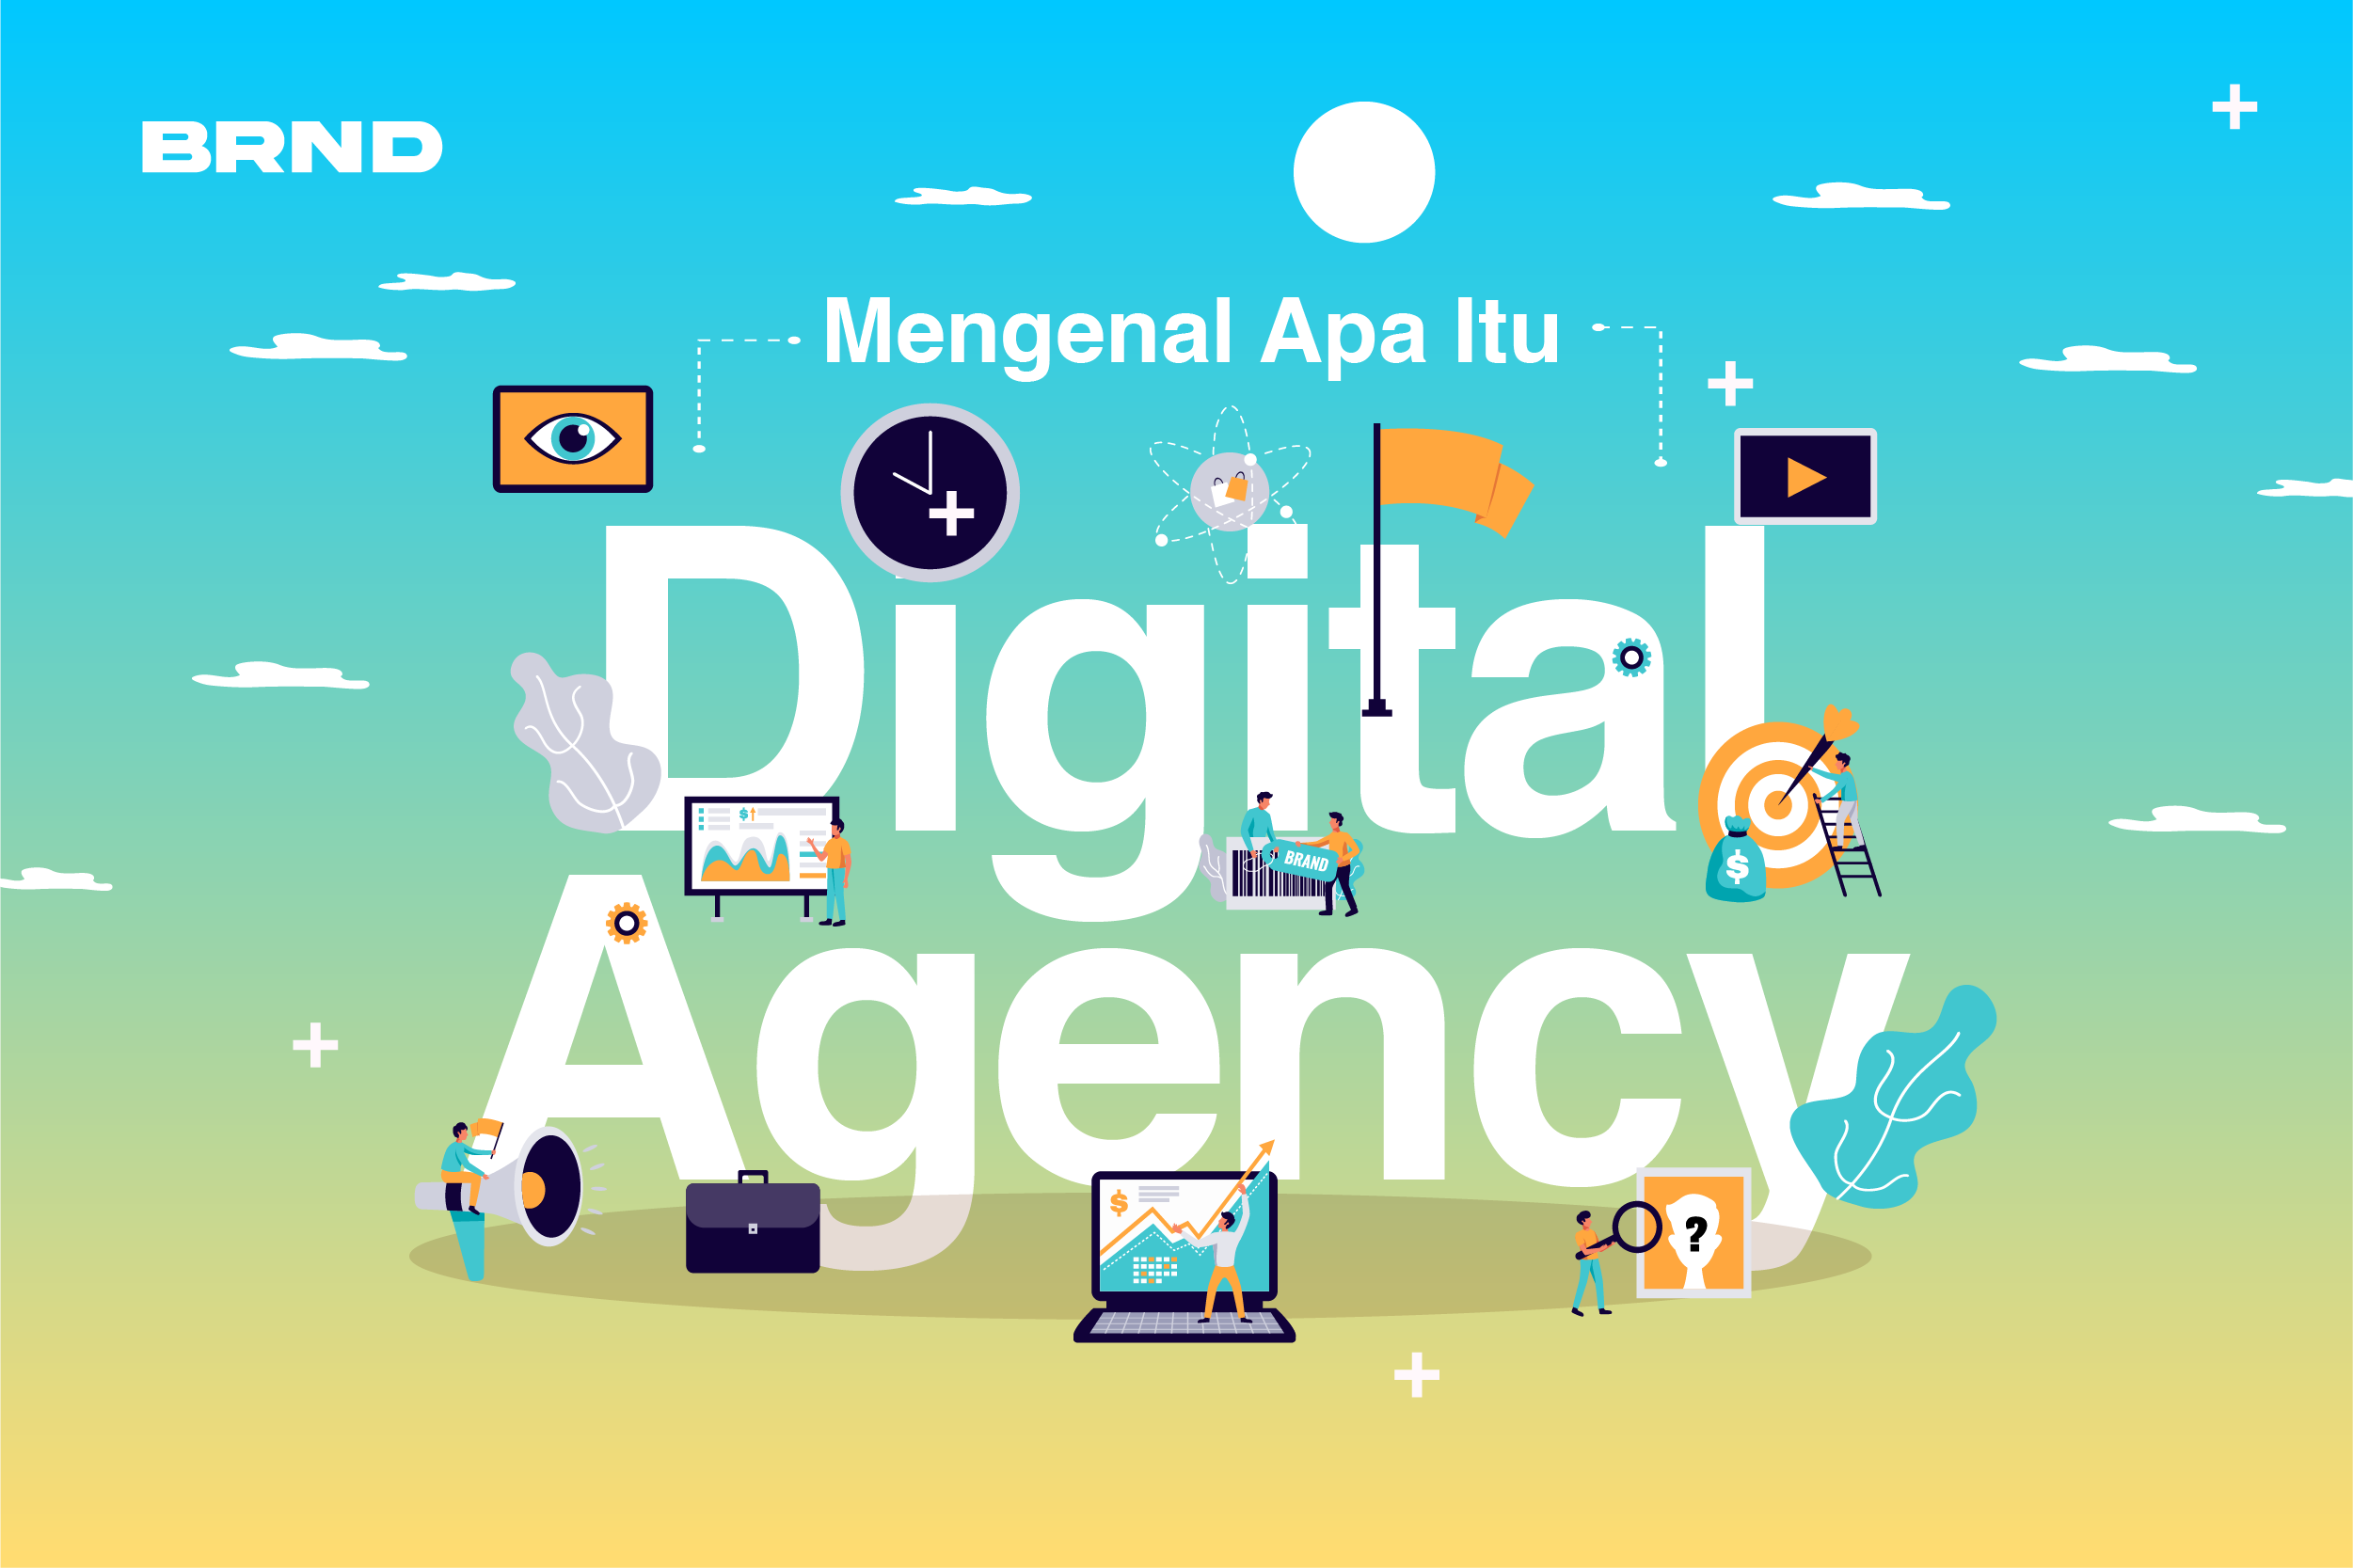 BRND
Mengenal Apa Itu
Digital
$
BRAND
$
Agency
$
?